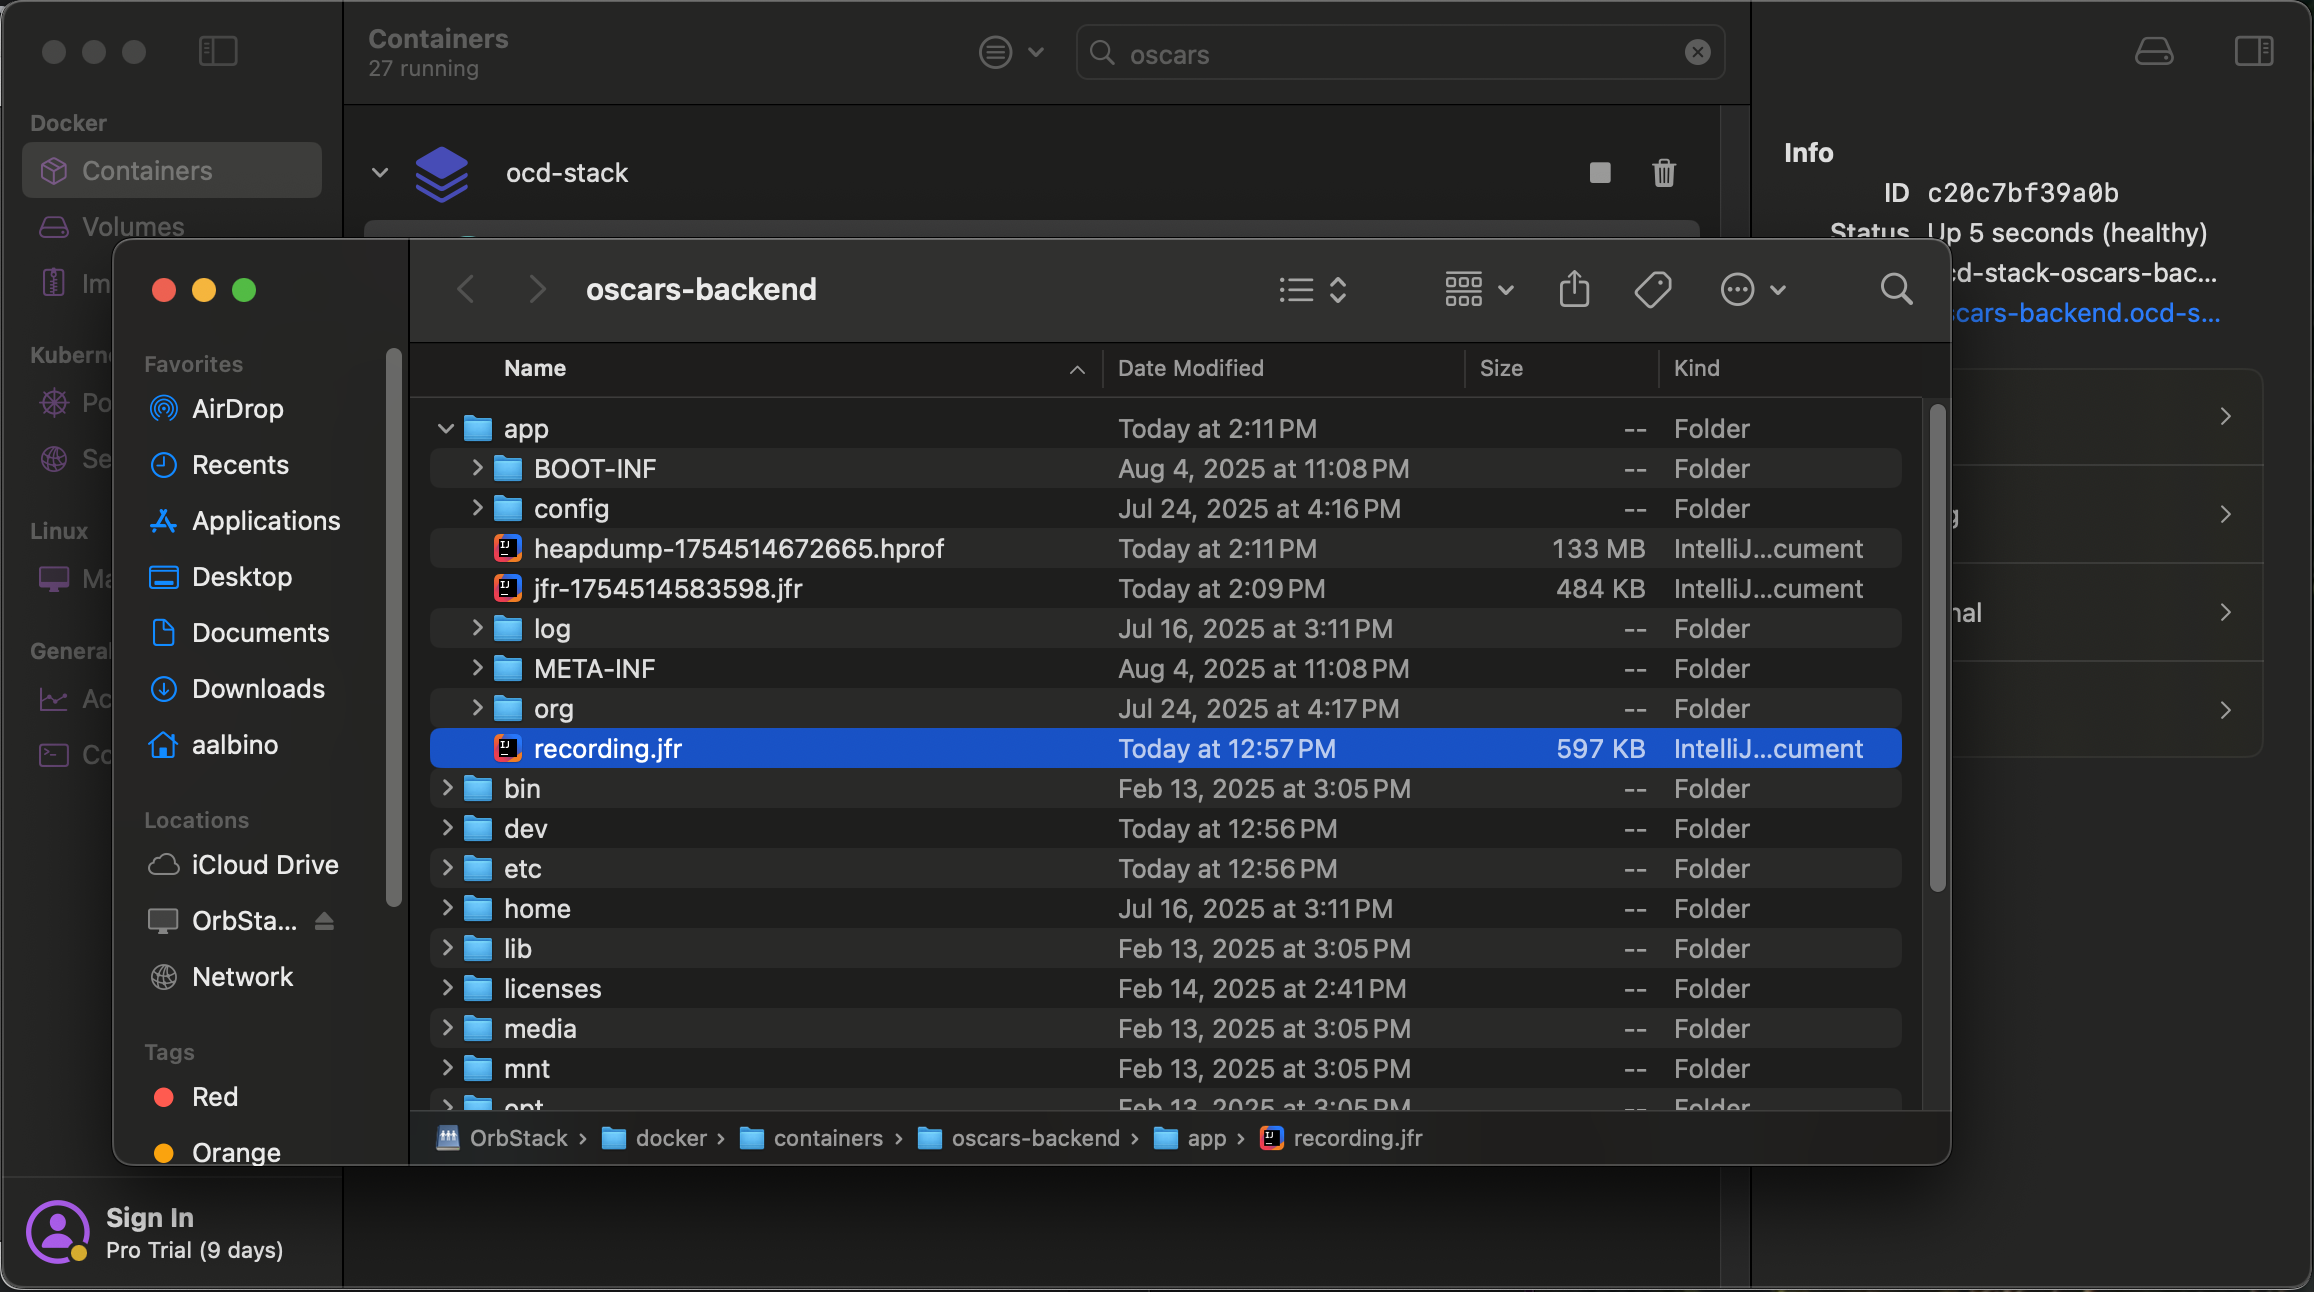 Containers
27 running
oscars
Docker
Containers
Volumes
Im
Kuberne
Po
Se
Linux
Ma
General
Ac
Co
Sign In
Pro Trial (9 days)
ocd-stack
Info
ID c20c7bf39a0b
Status Up 5 seconds (healthy)
cd-stack-oscars-bac...
scars-backend.ocd-s...
g
nal
oscars-backend
Favorites
AirDrop
Recents
Applications
Desktop
Documents
Downloads
aalbino
Locations
iCloud Drive
OrbSta...
Network
Tags
Red
Orange
Name Date Modified Size Kind
app Today at 2:11 PM -- Folder
BOOT-INF Aug 4, 2025 at 11:08 PM -- Folder
config Jul 24, 2025 at 4:16 PM -- Folder
heapdump-1754514672665.hprof Today at 2:11 PM 133 MB IntelliJ...cument
jfr-1754514583598.jfr Today at 2:09 PM 484 KB IntelliJ...cument
log Jul 16, 2025 at 3:11 PM -- Folder
META-INF Aug 4, 2025 at 11:08 PM -- Folder
org Jul 24, 2025 at 4:17 PM -- Folder
recording.jfr Today at 12:57 PM 597 KB IntelliJ...cument
bin Feb 13, 2025 at 3:05 PM -- Folder
dev Today at 12:56 PM -- Folder
etc Today at 12:56 PM -- Folder
home Jul 16, 2025 at 3:11 PM -- Folder
lib Feb 13, 2025 at 3:05 PM -- Folder
licenses Feb 14, 2025 at 2:41 PM -- Folder
media Feb 13, 2025 at 3:05 PM -- Folder
mnt Feb 13, 2025 at 3:05 PM -- Folder
opt Feb 13, 2025 at 3:05 PM -- Folder
OrbStack › docker › containers › oscars-backend › app › recording.jfr